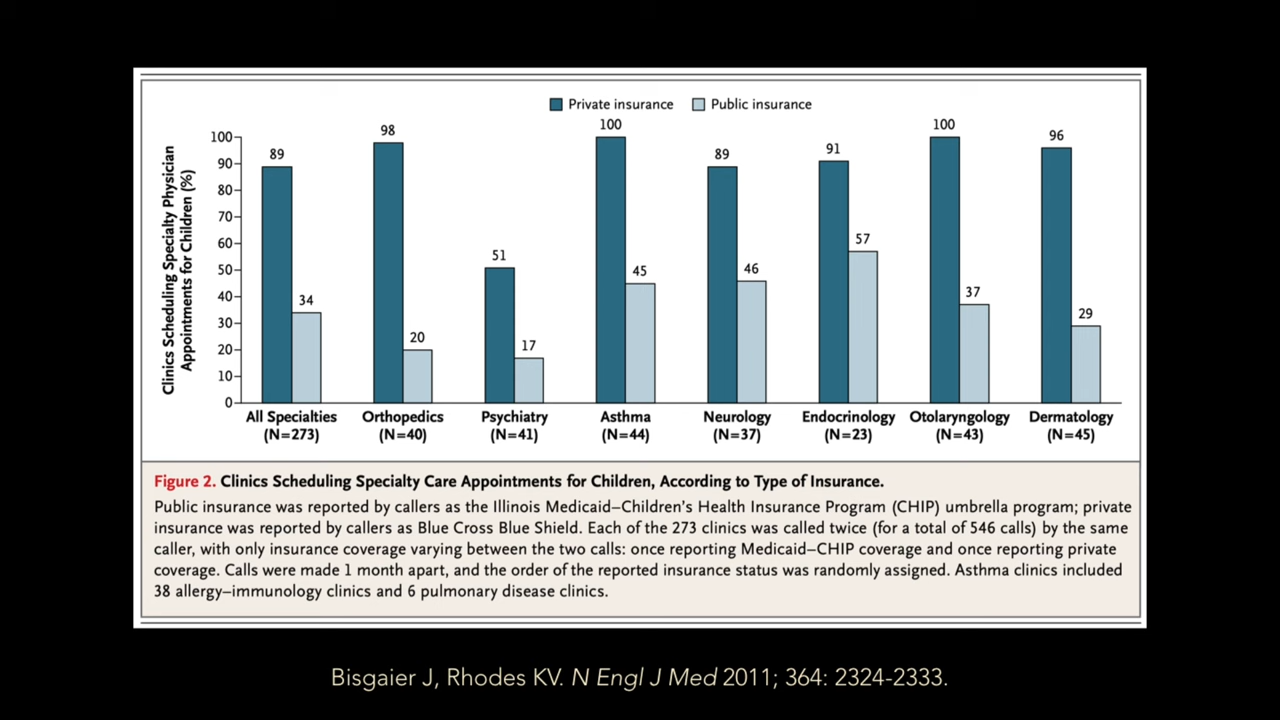 Private insurance Public insurance
Clinics Scheduling Specialty Physician
Appointments for Children (%)
100
90
80
70
60
50
40
30
20
10
0
89 34
98 20
51 17
100 45
89 46
91 57
100 37
96 29
All Specialties Orthopedics Psychiatry Asthma Neurology Endocrinology Otolaryngology Dermatology
(N=273) (N=40) (N=41) (N=44) (N=37) (N=23) (N=43) (N=45)
Figure 2. Clinics Scheduling Specialty Care Appointments for Children, According to Type of Insurance.
Public insurance was reported by callers as the Illinois Medicaid–Children's Health Insurance Program (CHIP) umbrella program; private
insurance was reported by callers as Blue Cross Blue Shield. Each of the 273 clinics was called twice (for a total of 546 calls) by the same
caller, with only insurance coverage varying between the two calls: once reporting Medicaid–CHIP coverage and once reporting private
coverage. Calls were made 1 month apart, and the order of the reported insurance status was randomly assigned. Asthma clinics included
38 allergy–immunology clinics and 6 pulmonary disease clinics.
Bisgaier J, Rhodes KV. N Engl J Med 2011; 364: 2324-2333.